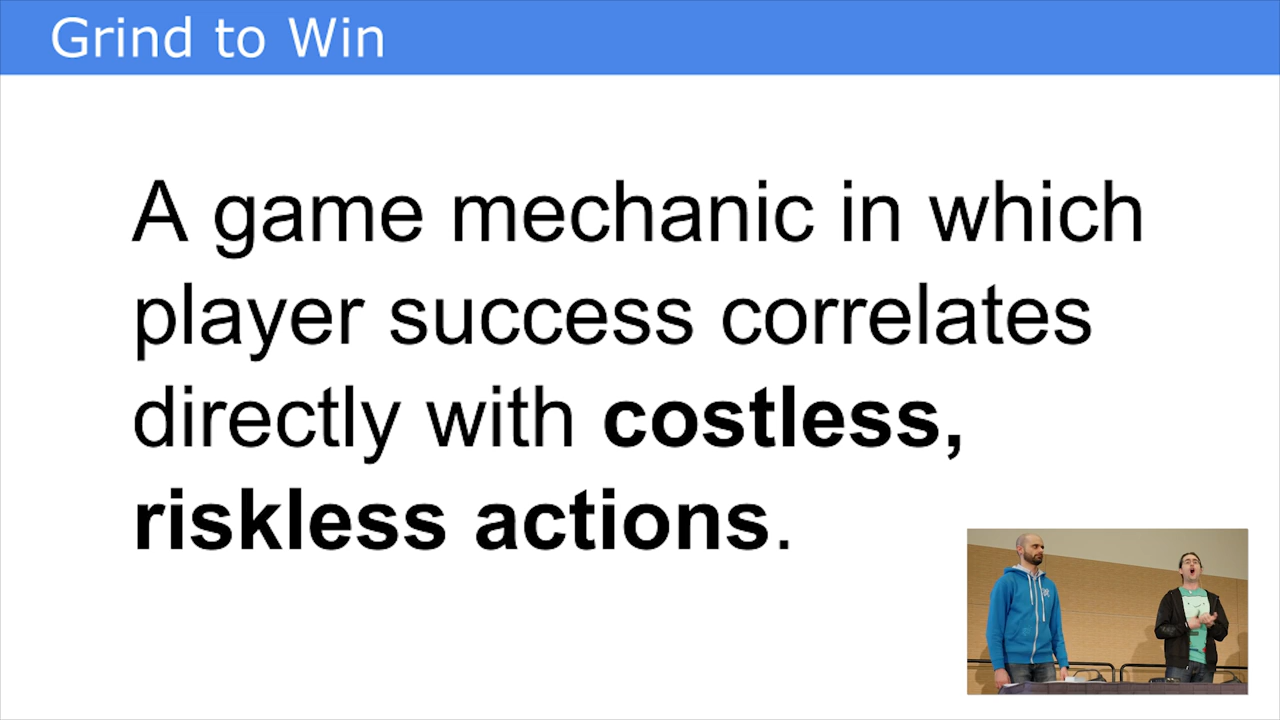 Grind to Win
A game mechanic in which
player success correlates
directly with costless,
riskless actions.